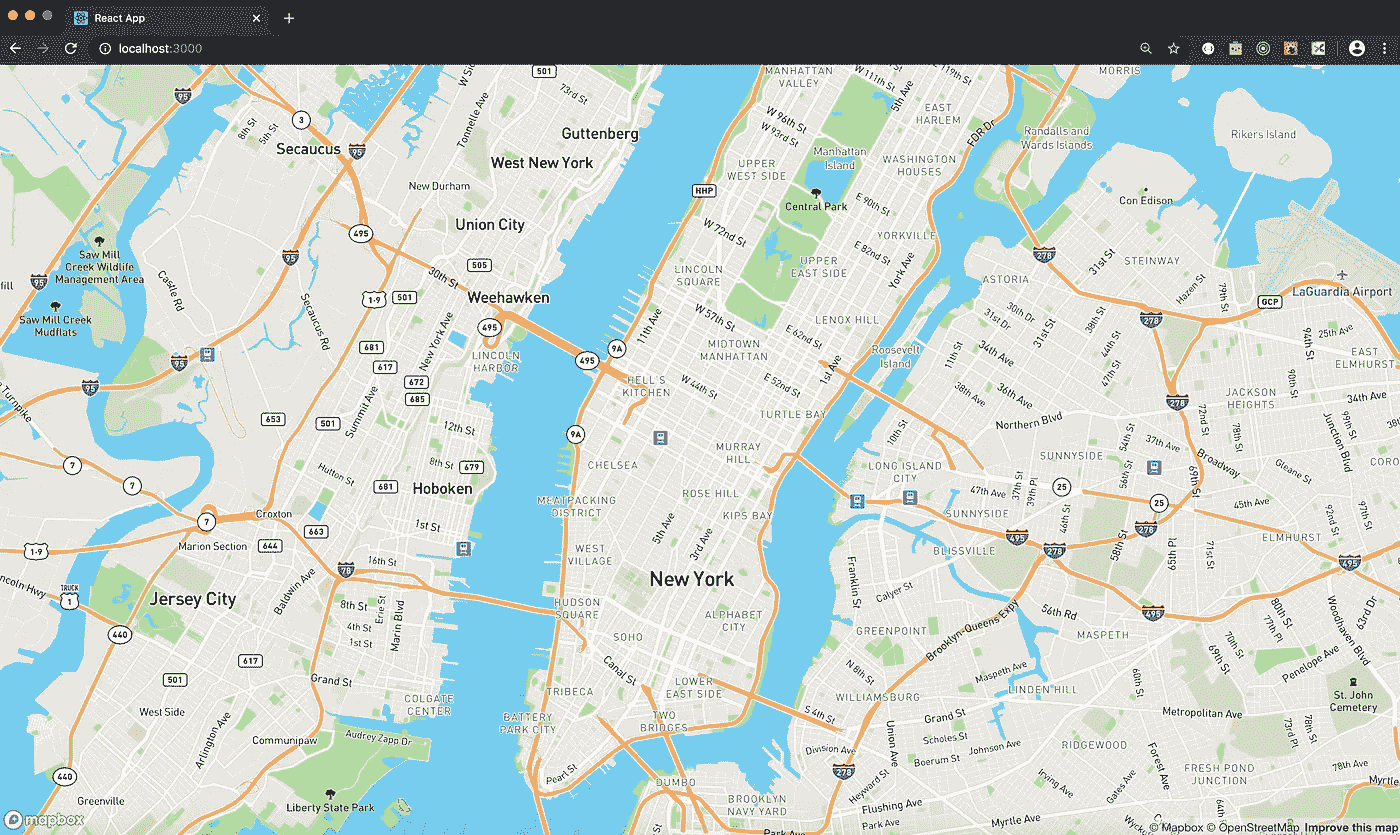 React App
localhost:3000
501
MANHATTAN
VALLEY
W 111th St
E 119th St
MORRIS
95
73rd St
5th Ave
3
8th St
5th St
Tonnelle Ave
W 96th St
W 93rd St
EAST
HARLEM
FDR Dr
Randalls and
Wards Islands
Rikers Island
Secaucus
95
Guttenberg
West New York
Manhattan
Island
UPPER
WEST SIDE
WASHINGTON
HOUSES
New Durham
HHP
Central Park
E 90th St
Con Edison
Union City
495
W 72nd St
YORKVILLE
E 82nd St
Saw Mill
Creek Wildlife
Management Area
95
505
278
31st St
STEINWAY
30th St
LINCOLN
SQUARE
UPPER
EAST SIDE
York Ave
ASTORIA
Hazen St
79th St
95
Castle Rd
Secaucus Rd
1-9
501
Weehawken
GCP
LaGuardia Airport
Saw Mill Creek
Mudflats
495
11th Ave
W 57th St
E 62nd St
LENOX HILL
30th Dr
31st Dr
31st St
38th St
278
94th St
25th Ave
New York Ave
681
617
672
685
LINCOLN
HARBOR
495
9A
MIDTOWN
MANHATTAN
Roosevelt
Island
11th St
34th Ave
44th St
47th St
EAST
ELMHURST
95
95
Turnpike
Summit Ave
HELL'S
KITCHEN
W 44th St
E 52nd St
1st Ave
38th Ave
36th Ave
278
JACKSON
HEIGHTS
90th St
34th Ave
653
501
12th St
9A
TURTLE BAY
10th St
Northern Blvd
72nd St
78th St
99th St
Junction Blvd
7
7
Hutton St
8th St
679
CHELSEA
MURRAY
HILL
LONG ISLAND
CITY
SUNNYSIDE
54th St
56th St
37th Ave
Broadway
69th St
Gleane St
681
Hoboken
MEATPACKING
DISTRICT
ROSE HILL
KIPS BAY
47th Ave
37th St
39th Pl
25
25
45th Ave
92nd St
97th St
Croxton
7
1st St
SUNNYSIDE
46th St
663
Marion Section
644
1-9
5th Ave
3rd Ave
495
278
278
58th St
65th Pl
71st St
ELMHURST
495
WEST
VILLAGE
BLISSVILLE
16th St
78
New York
Franklin St
Calyer St
TRUCK
1
Jersey City
Baldwin Ave
8th St
4th St
1st St
Erie St
Marin Blvd
HUDSON
SQUARE
ALPHABET
CITY
56th Rd
495
80th St
77th Pl
Woodhaven Blvd
63rd Dr
440
SOHO
GREENPOINT
Brooklyn-Queens Expy
MASPETH
70th St
69th St
Penelope Ave
617
501
Grand St
Canal St
N 8th St
Maspeth Ave
60th St
LOWER
EAST SIDE
TRIBECA
WILLIAMSBURG
LINDEN HILL
St. John
Cemetery
West Side
COLGATE
CENTER
BATTERY
PARK CITY
TWO
BRIDGES
S 4th St
Grand St
Metropolitan Ave
73rd Pl
78th St
Arlington Ave
Communipaw
Audrey Zapp Dr
Scholes St
Division Ave
Union Ave
Johnson Ave
Boerum St
RIDGEWOOD
Forest Ave
78th Ave
440
Pearl St
DUMBO
278
Heyward St
Irving Ave
Gates Ave
FRESH POND
JUNCTION
Greenville
Liberty State Park
BROOKLYN
NAVY YARD
Flushing Ave
Park Ave
Myrtle Ave
64th St
mapbox
© Mapbox © OpenStreetMap Improve this map